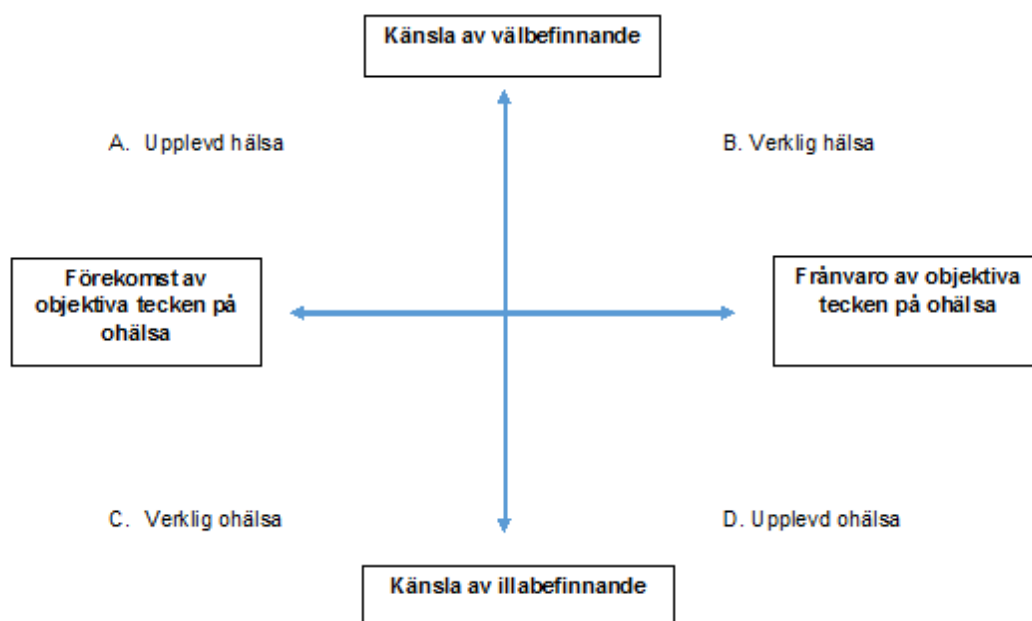 Känsla av välbefinnande
A. Upplevd hälsa
B. Verklig hälsa
Förekomst av
objektiva tecken på
ohälsa
Frånvaro av objektiva
tecken på ohälsa
C. Verklig ohälsa
D. Upplevd ohälsa
Känsla av illabefinnande